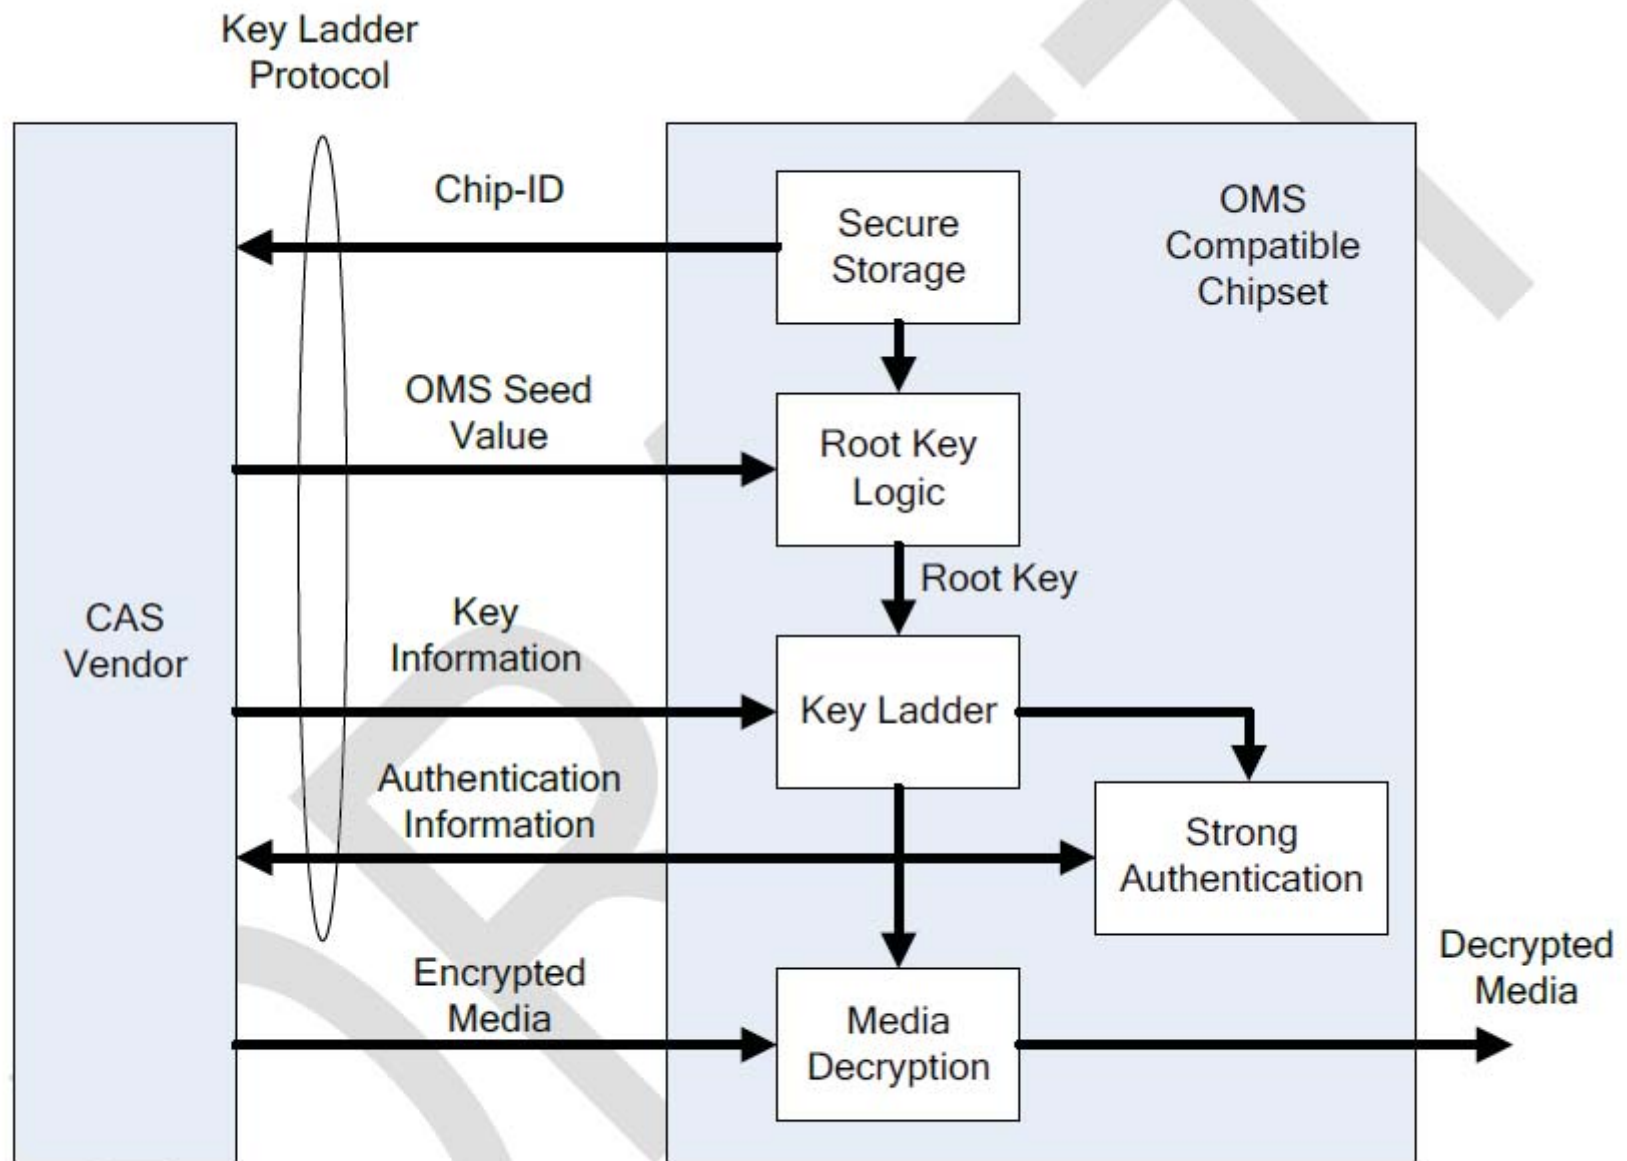 Key Ladder
Protocol
Chip-ID
Secure
Storage
OMS
Compatible
Chipset
OMS Seed
Value
Root Key
Logic
Root Key
CAS
Vendor
Key
Information
Key Ladder
Authentication
Information
Strong
Authentication
Encrypted
Media
Media
Decryption
Decrypted
Media